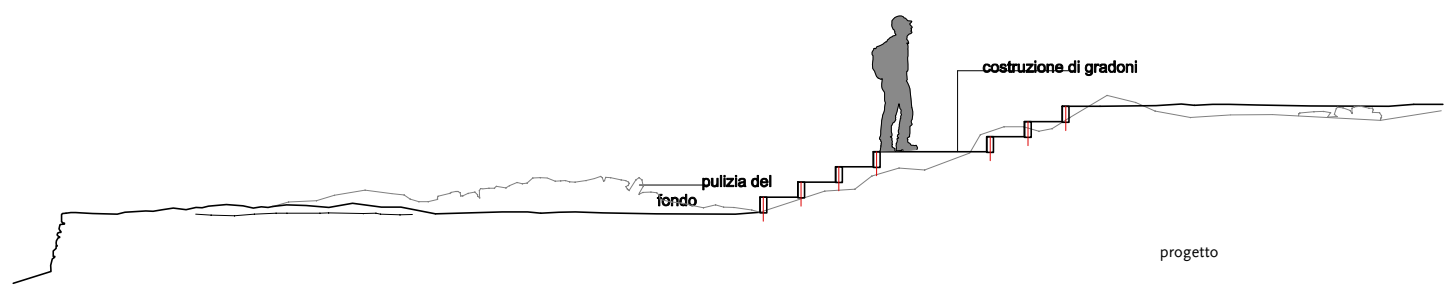 costruzione di gradoni
pulizia del
fondo
progetto